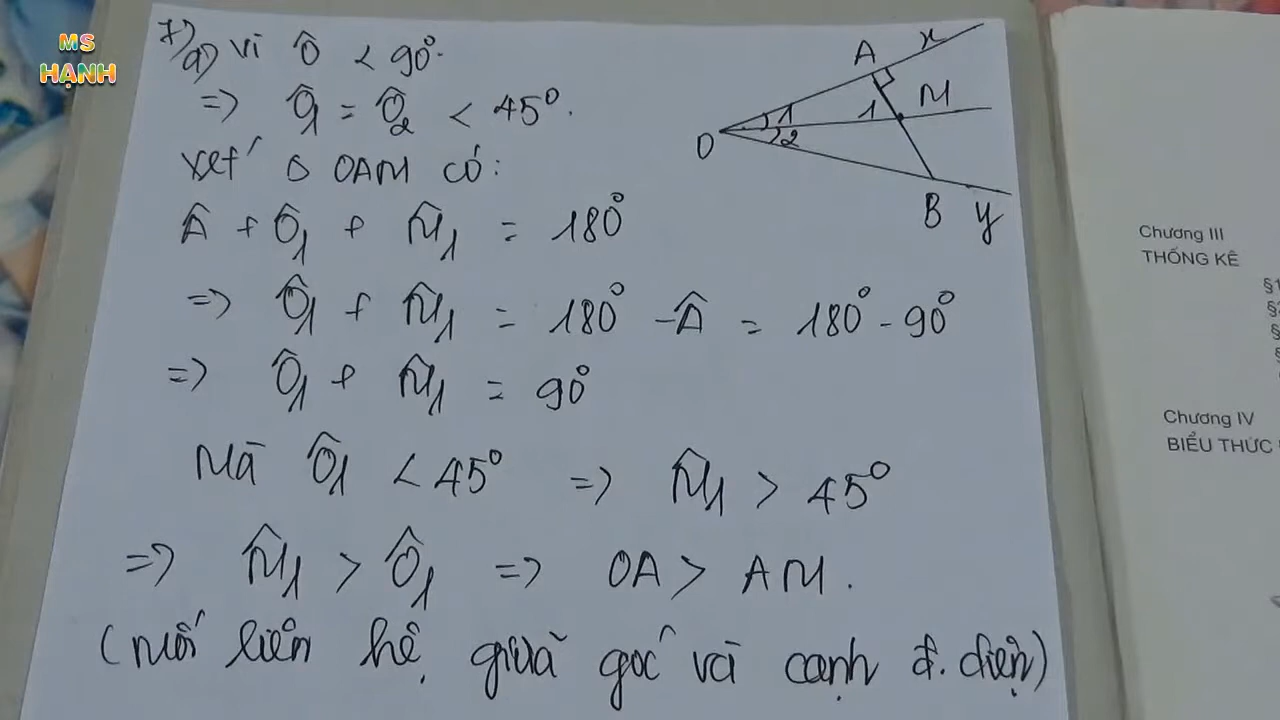 MS
HẠNH
7)
a) Vì Ô < 90°.
=> Ô₁ = Ô₂ < 45°.
Xét Δ OAM có:
Â + Ô₁ + M̂₁ = 180°
=> Ô₁ + M̂₁ = 180° - Â = 180° - 90°
=> Ô₁ + M̂₁ = 90°
Mà Ô₁ < 45° => M̂₁ > 45°
=> M̂₁ > Ô₁ => OA > AM.
(mối liên hệ giữa góc và cạnh đ. diện)
A x
1 1 M
O 2
B y
Chương III
THỐNG KÊ
Chương IV
BIỂU THỨC